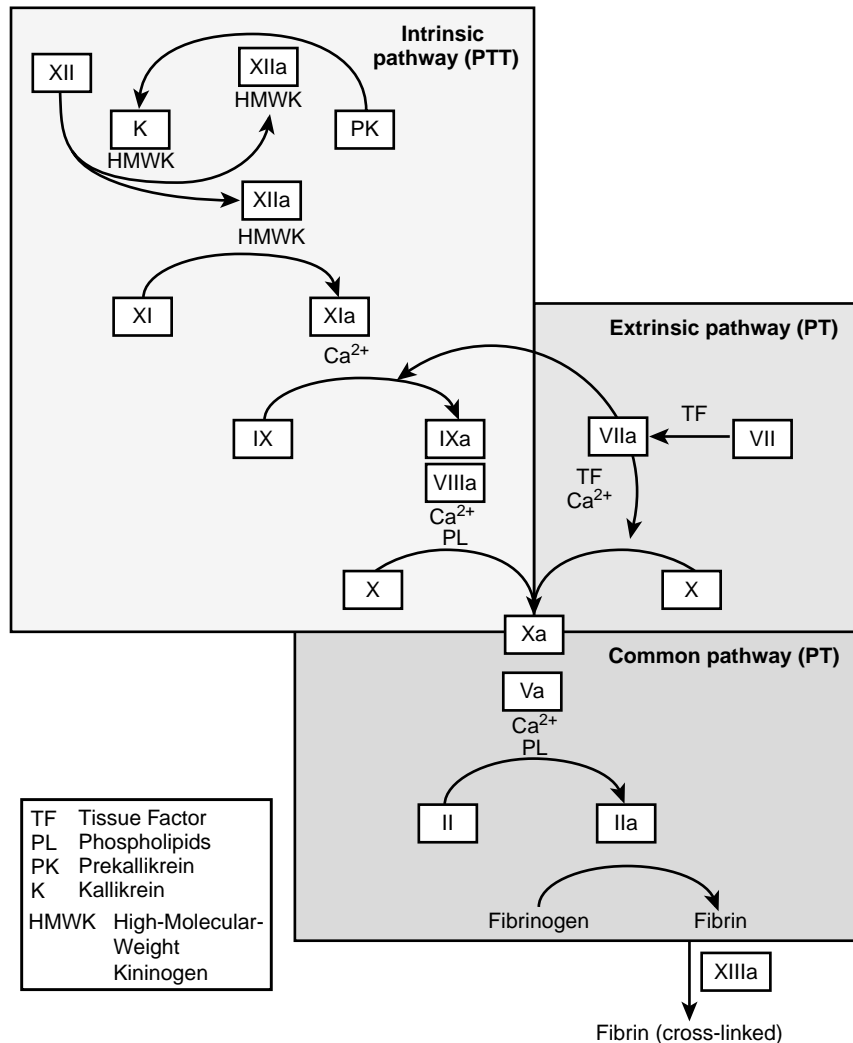 Intrinsic
pathway (PTT)
XII
XIIa
HMWK
K
HMWK
PK
XIIa
HMWK
XI
XIa
Ca2+
Extrinsic pathway (PT)
IX
IXa
VIIa
TF
VII
VIIIa
Ca2+
PL
TF
Ca2+
X
X
Xa
Common pathway (PT)
Va
Ca2+
PL
II
IIa
Fibrinogen
Fibrin
XIIIa
Fibrin (cross-linked)
TF Tissue Factor
PL Phospholipids
PK Prekallikrein
K Kallikrein
HMWK High-Molecular-
Weight
Kininogen